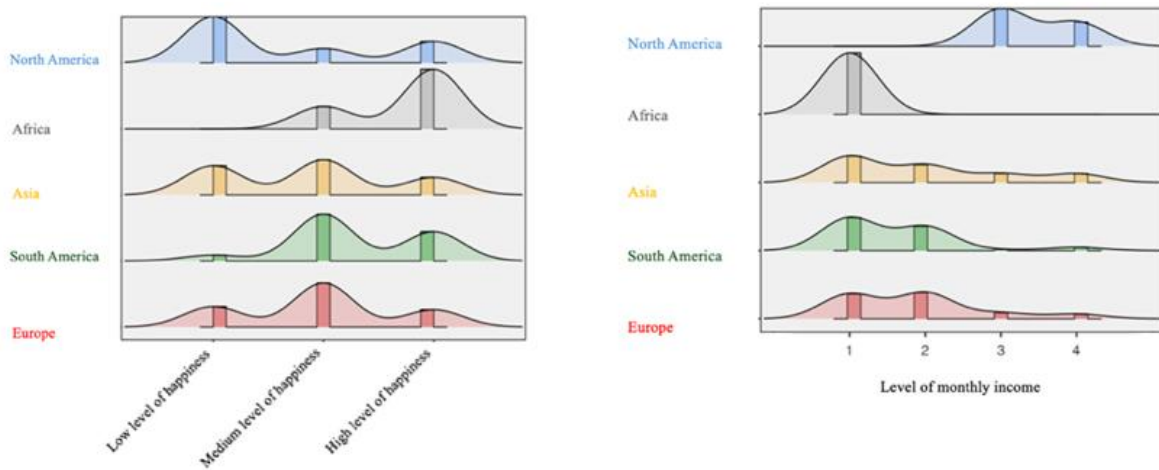 North America
Africa
Asia
South America
Europe
Low level of happiness
Medium level of happiness
High level of happiness
North America
Africa
Asia
South America
Europe
1 2 3 4
Level of monthly income